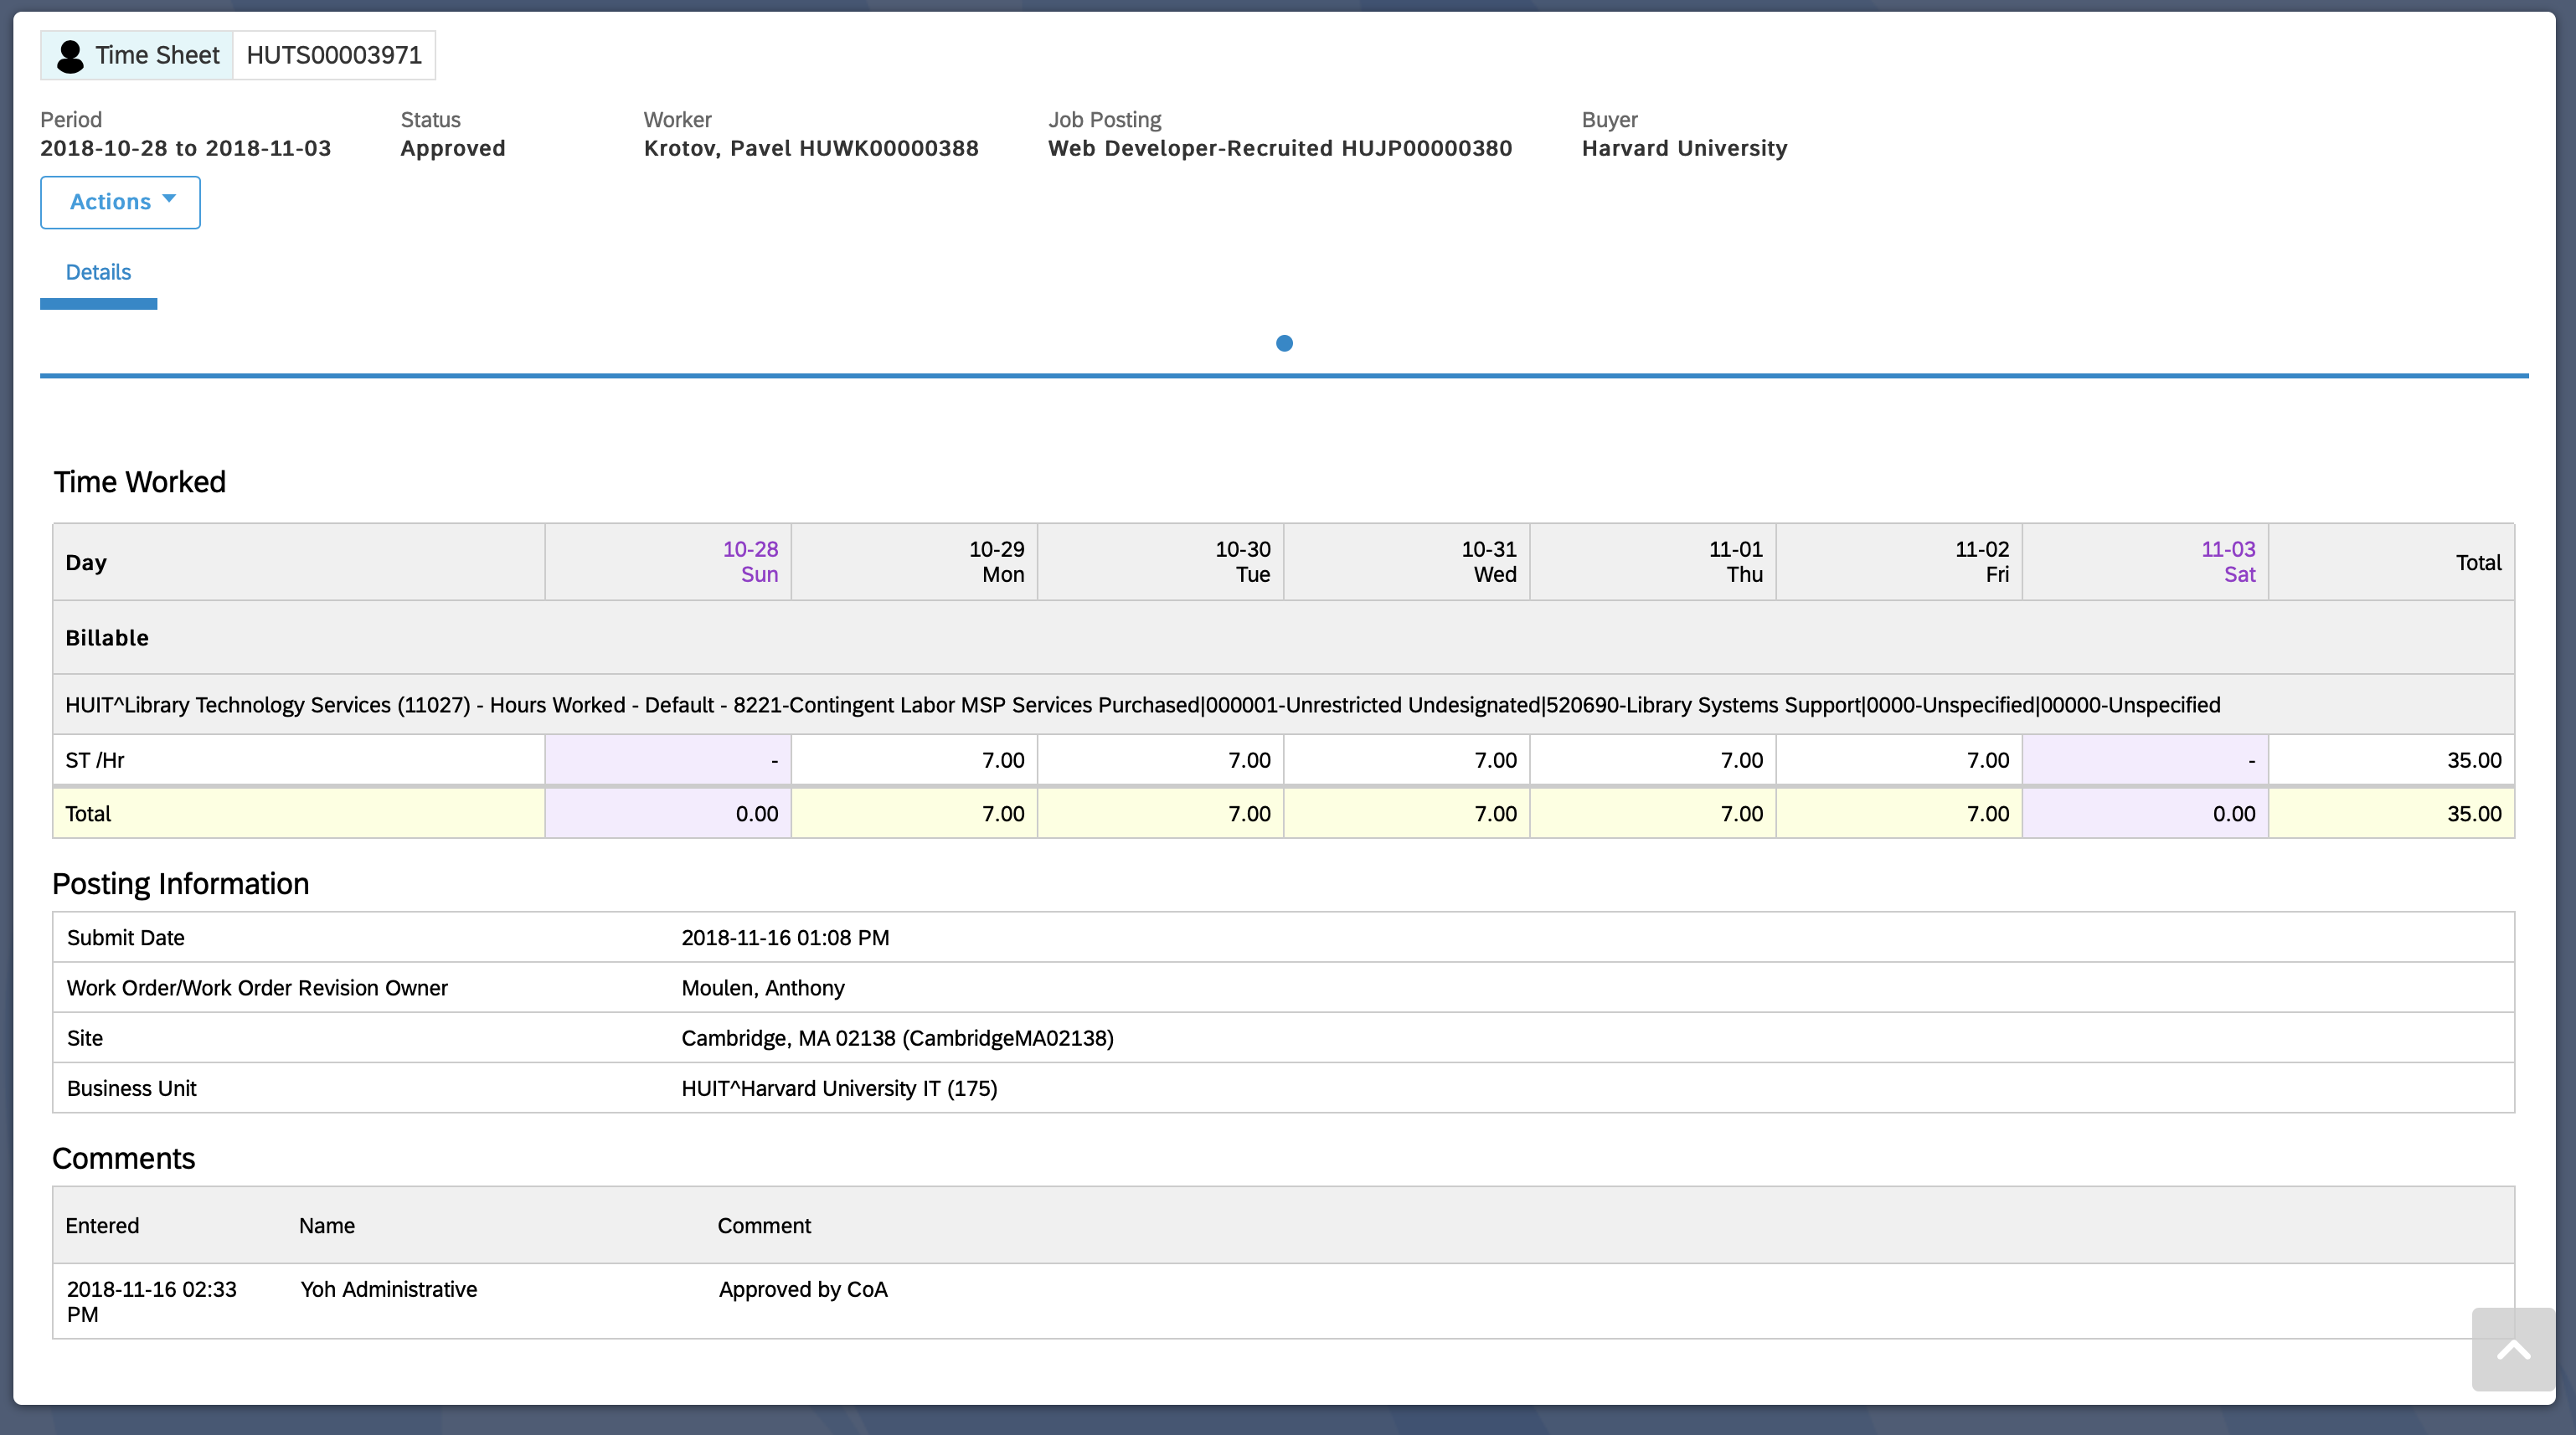 Time Sheet HUTS00003971
Period Status Worker Job Posting Buyer
2018-10-28 to 2018-11-03 Approved Krotov, Pavel HUWK00000388 Web Developer-Recruited HUJP00000380 Harvard University
Actions
Details
Time Worked
Day 10-28 Sun 10-29 Mon 10-30 Tue 10-31 Wed 11-01 Thu 11-02 Fri 11-03 Sat Total
Billable
HUIT^Library Technology Services (11027) - Hours Worked - Default - 8221-Contingent Labor MSP Services Purchased|000001-Unrestricted Undesignated|520690-Library Systems Support|0000-Unspecified|00000-Unspecified
ST /Hr - 7.00 7.00 7.00 7.00 7.00 - 35.00
Total 0.00 7.00 7.00 7.00 7.00 7.00 0.00 35.00
Posting Information
Submit Date 2018-11-16 01:08 PM
Work Order/Work Order Revision Owner Moulen, Anthony
Site Cambridge, MA 02138 (CambridgeMA02138)
Business Unit HUIT^Harvard University IT (175)
Comments
Entered Name Comment
2018-11-16 02:33 PM Yoh Administrative Approved by CoA